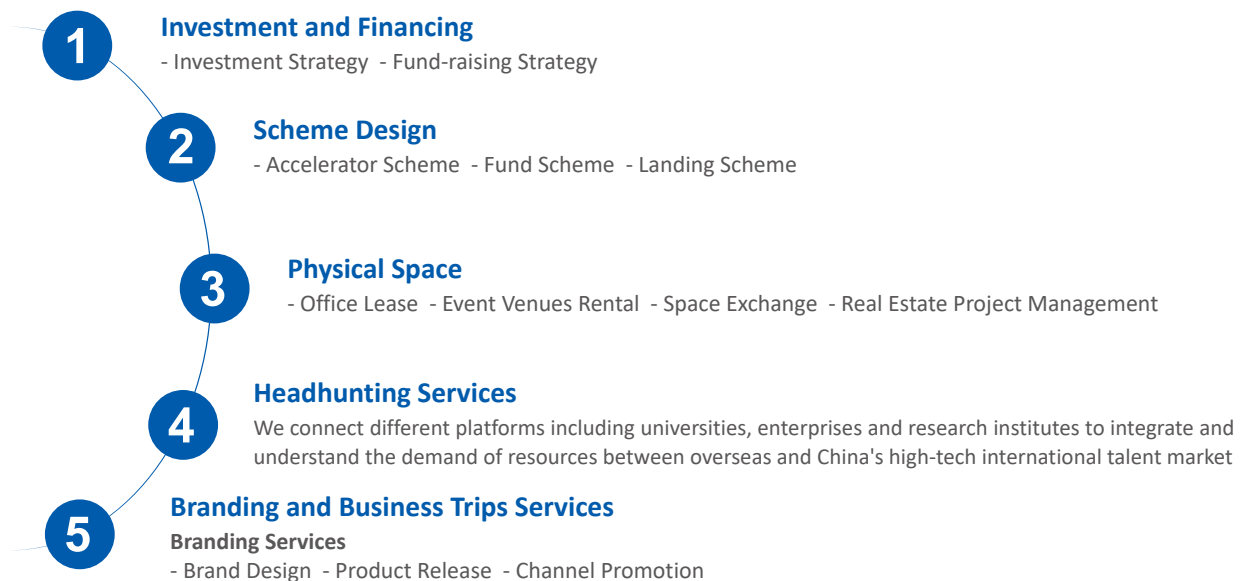 1
Investment and Financing
- Investment Strategy - Fund-raising Strategy
2
Scheme Design
- Accelerator Scheme - Fund Scheme - Landing Scheme
3
Physical Space
- Office Lease - Event Venues Rental - Space Exchange - Real Estate Project Management
4
Headhunting Services
We connect different platforms including universities, enterprises and research institutes to integrate and
understand the demand of resources between overseas and China's high-tech international talent market
5
Branding and Business Trips Services
Branding Services
- Brand Design - Product Release - Channel Promotion